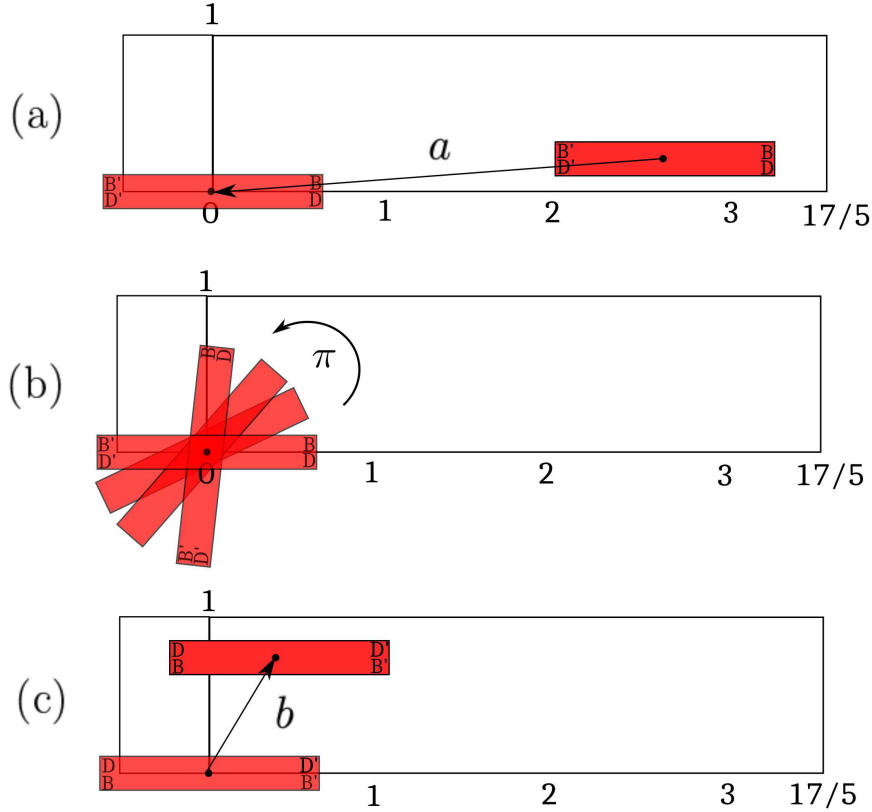 1
(a)
a
B' B
D' D
B' B
D' D
0 1 2 3 17/5
1
(b)
π
B D
B' B
D' D
0 1 2 3 17/5
B' D'
1
(c)
D D'
B B'
b
D D'
B B'
1 2 3 17/5